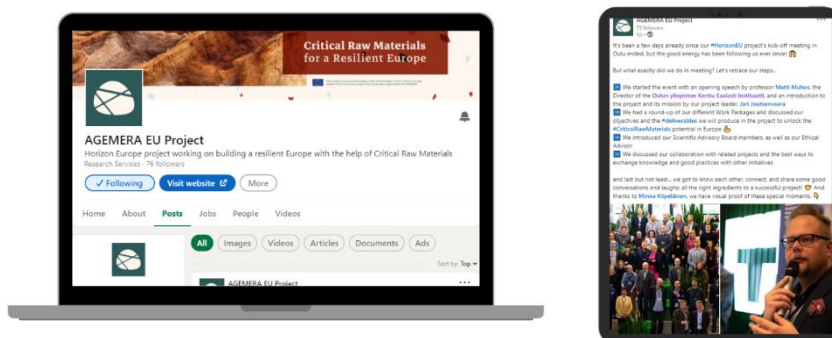 Critical Raw Materials
for a Resilient Europe
AGEMERA EU Project
Horizon Europe project working on building a resilient Europe with the help of Critical Raw Materials
Research Services · 76 followers
✓ Following
Visit website
More
Home About Posts Jobs People Videos
All Images Videos Articles Documents Ads
Sort by: Top
AGEMERA EU Project
AGEMERA EU Project
followers
It's been a few days already since our #HorizonEU project's kick-off meeting in
Oulu ended, but the good energy has been following us ever since!
But what exactly did we do in meeting? Let's retrace our steps...
We started the event with an opening speech by professor Matti Muhos, the
Director of the Oulun yliopiston Kerttu Saalasti Instituutti, and an introduction to
the project and its mission by our project leader, Jari Joutsenvaara
We had a round-up of our different Work Packages and discussed our
objectives and the #deliverables we will produce in the project to unlock the
#CriticalRawMaterials potential in Europe
We introduced our Scientific Advisory Board members, as well as our Ethical
Advisor
We discussed our collaboration with related projects and the best ways to
exchange knowledge and good practices with other initiatives
and last but not least... we got to know each other, connect, and share some good
conversations and laughs: all the right ingredients to a successful project! And
thanks to Minna Kilpeläinen, we have visual proof of these special moments.